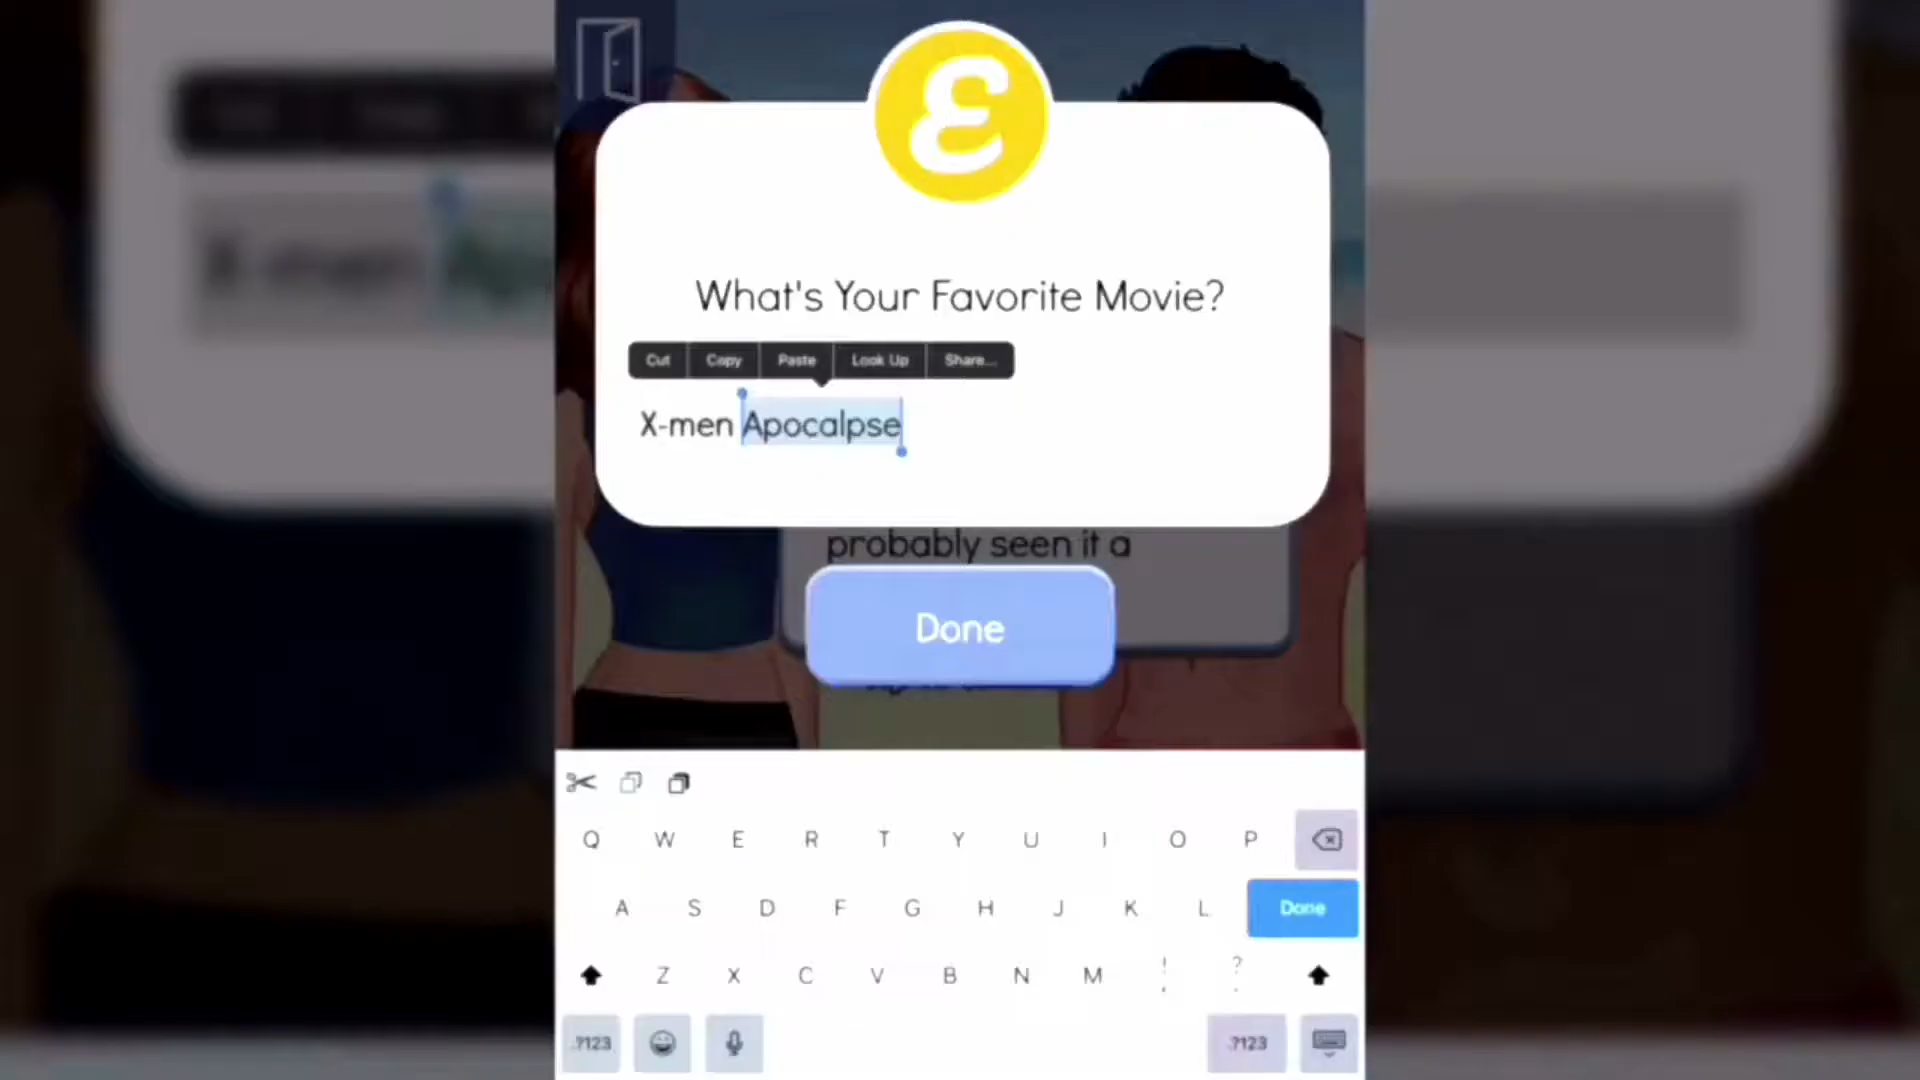 What's Your Favorite Movie?
Cut Copy Paste Look Up Share...
X-men Apocalpse
probably seen it a
Done
Q W E R T Y U I O P
A S D F G H J K L Done
Z X C V B N M ! , ? .
.?123 .?123